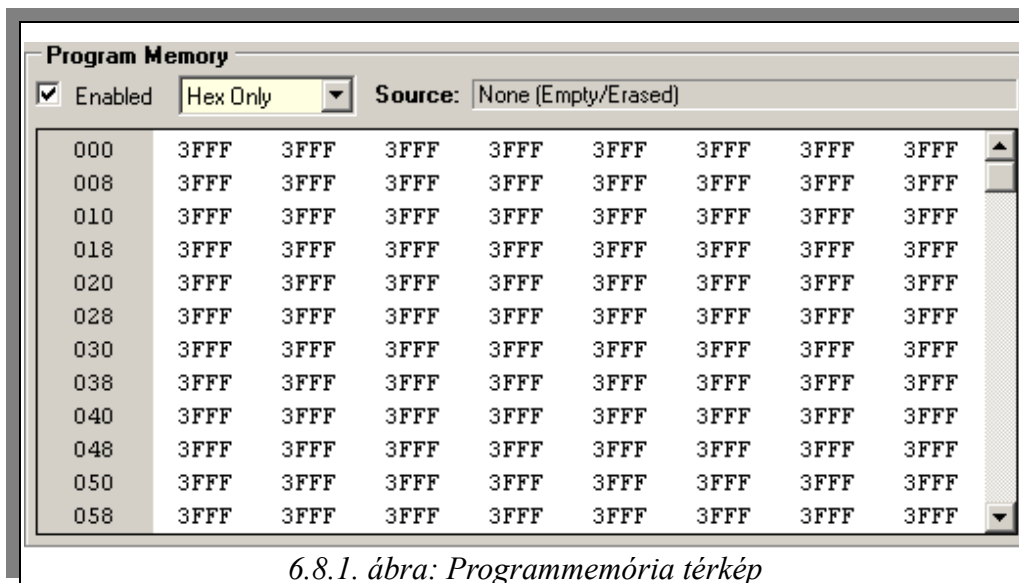 Program Memory
Enabled Hex Only Source: None (Empty/Erased)
000 3FFF 3FFF 3FFF 3FFF 3FFF 3FFF 3FFF 3FFF
008 3FFF 3FFF 3FFF 3FFF 3FFF 3FFF 3FFF 3FFF
010 3FFF 3FFF 3FFF 3FFF 3FFF 3FFF 3FFF 3FFF
018 3FFF 3FFF 3FFF 3FFF 3FFF 3FFF 3FFF 3FFF
020 3FFF 3FFF 3FFF 3FFF 3FFF 3FFF 3FFF 3FFF
028 3FFF 3FFF 3FFF 3FFF 3FFF 3FFF 3FFF 3FFF
030 3FFF 3FFF 3FFF 3FFF 3FFF 3FFF 3FFF 3FFF
038 3FFF 3FFF 3FFF 3FFF 3FFF 3FFF 3FFF 3FFF
040 3FFF 3FFF 3FFF 3FFF 3FFF 3FFF 3FFF 3FFF
048 3FFF 3FFF 3FFF 3FFF 3FFF 3FFF 3FFF 3FFF
050 3FFF 3FFF 3FFF 3FFF 3FFF 3FFF 3FFF 3FFF
058 3FFF 3FFF 3FFF 3FFF 3FFF 3FFF 3FFF 3FFF
6.8.1. ábra: Programmemória térkép